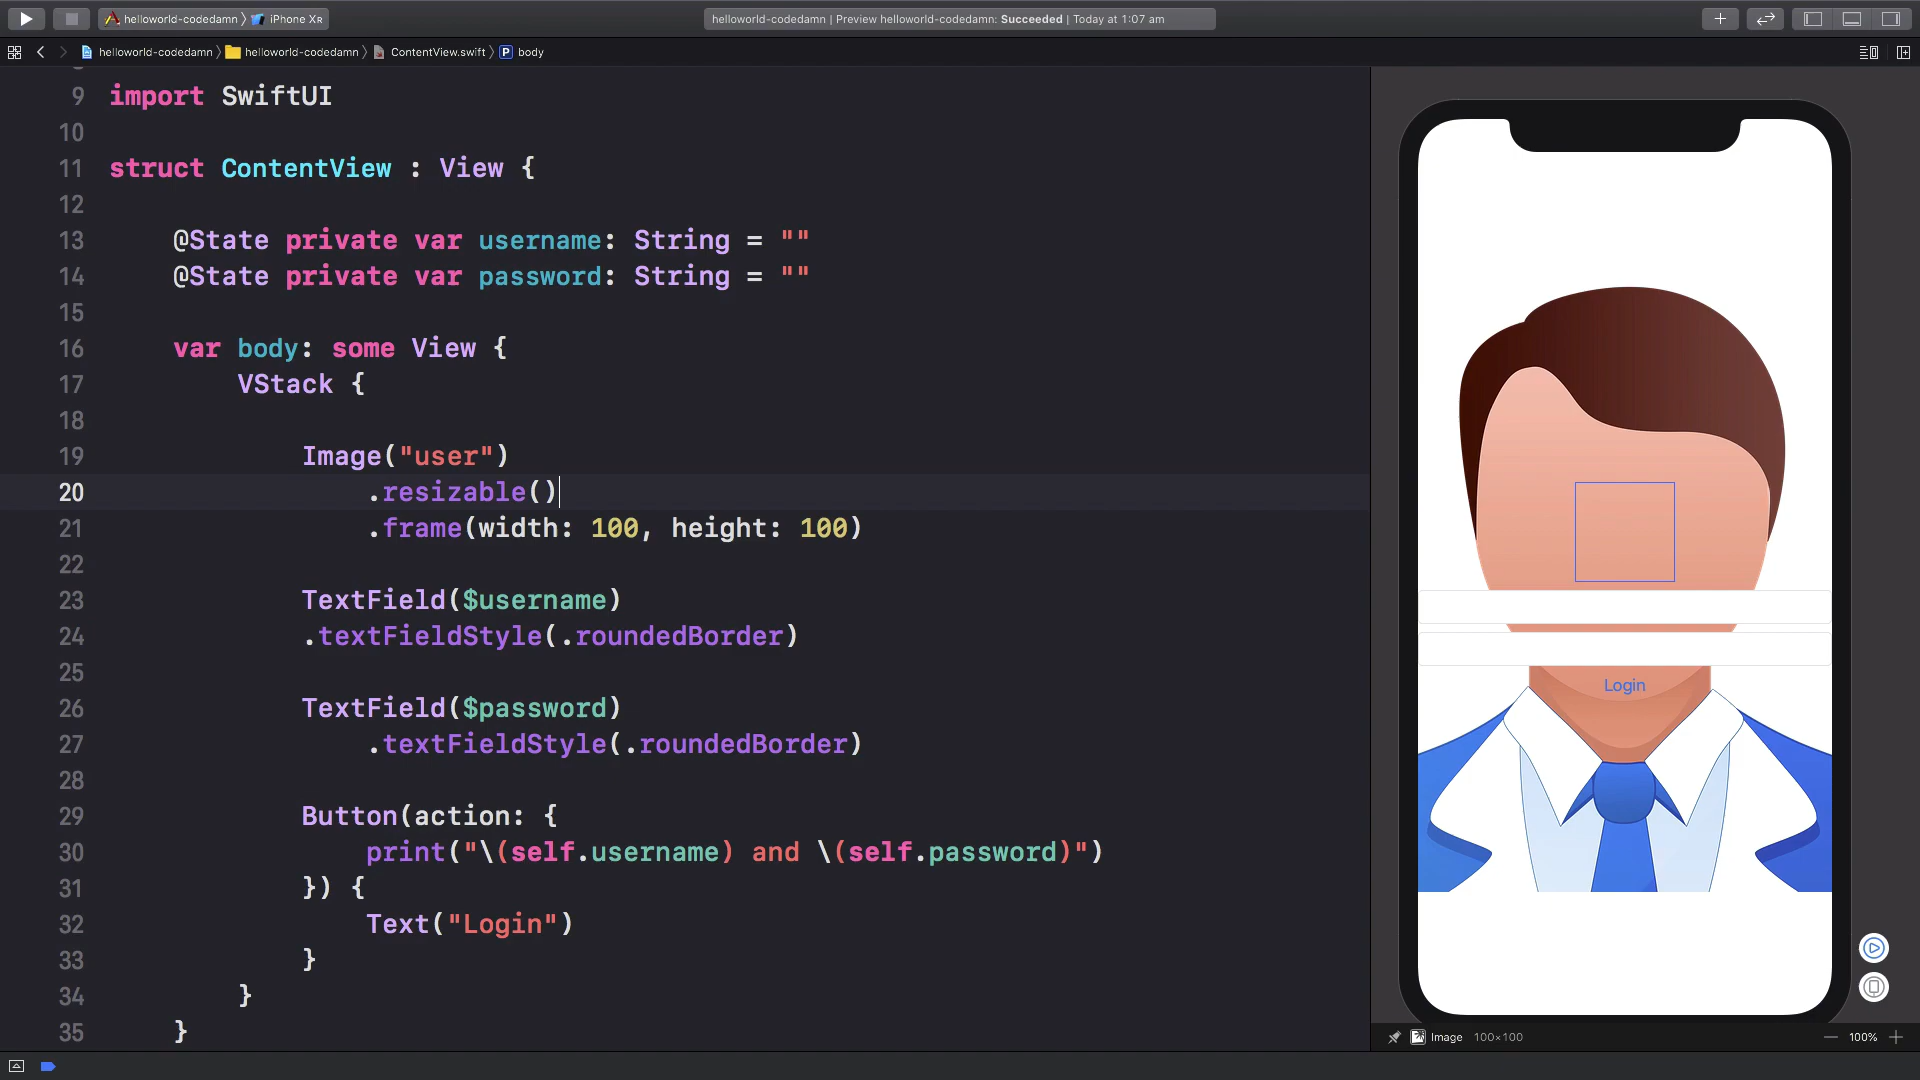 helloworld-codedamn iPhone XR
helloworld-codedamn | Preview helloworld-codedamn: Succeeded | Today at 1:07 am
helloworld-codedamn helloworld-codedamn ContentView.swift P body
9 import SwiftUI
10
11 struct ContentView : View {
12
13 @State private var username: String = ""
14 @State private var password: String = ""
15
16 var body: some View {
17 VStack {
18
19 Image("user")
20 .resizable()
21 .frame(width: 100, height: 100)
22
23 TextField($username)
24 .textFieldStyle(.roundedBorder)
25
26 TextField($password)
27 .textFieldStyle(.roundedBorder)
28
29 Button(action: {
30 print("\(self.username) and \(self.password)")
31 }) {
32 Text("Login")
33 }
34 }
35 }
Login
Image 100×100
100%